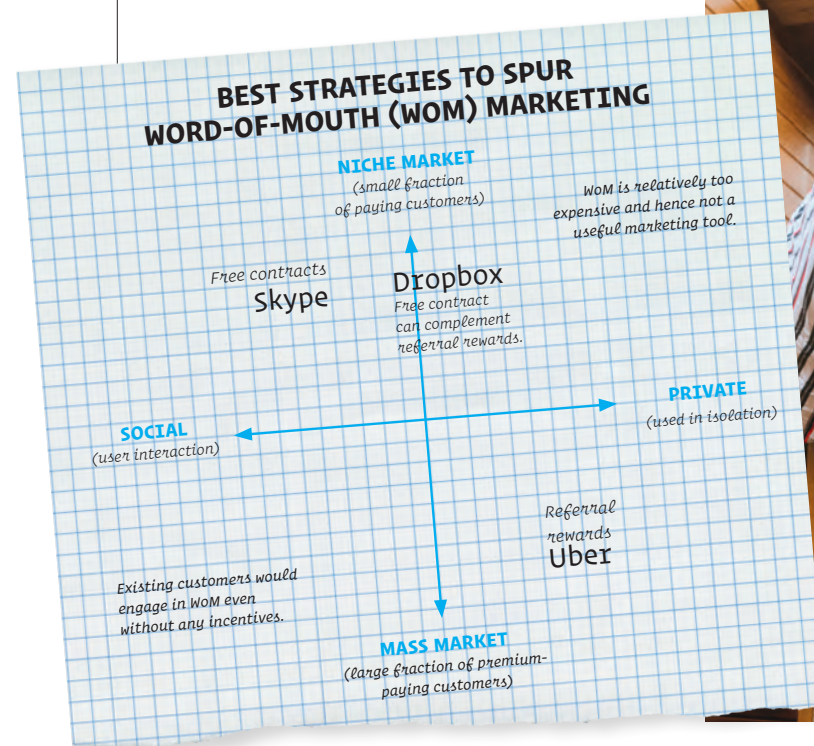 BEST STRATEGIES TO SPUR
WORD-OF-MOUTH (WOM) MARKETING
NICHE MARKET
(small fraction
of paying customers)
WoM is relatively too
expensive and hence not a
useful marketing tool.
Free contracts
Skype
Dropbox
Free contract
can complement
referral rewards.
PRIVATE
(used in isolation)
SOCIAL
(user interaction)
Referral
rewards
Uber
Existing customers would
engage in WoM even
without any incentives.
MASS MARKET
(large fraction of premium-
paying customers)